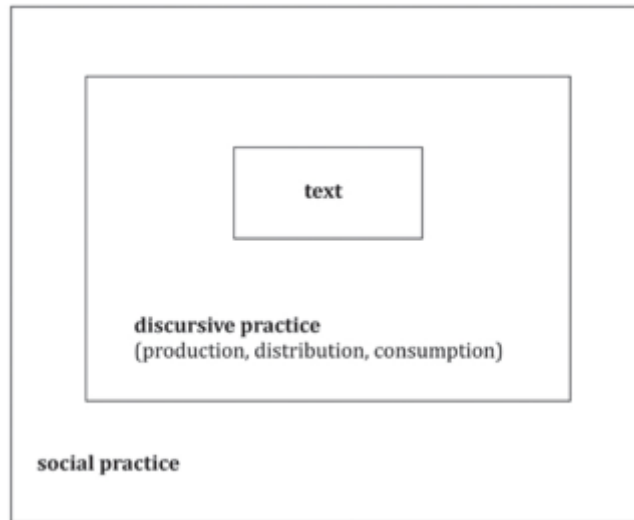 text
discursive practice
(production, distribution, consumption)
social practice